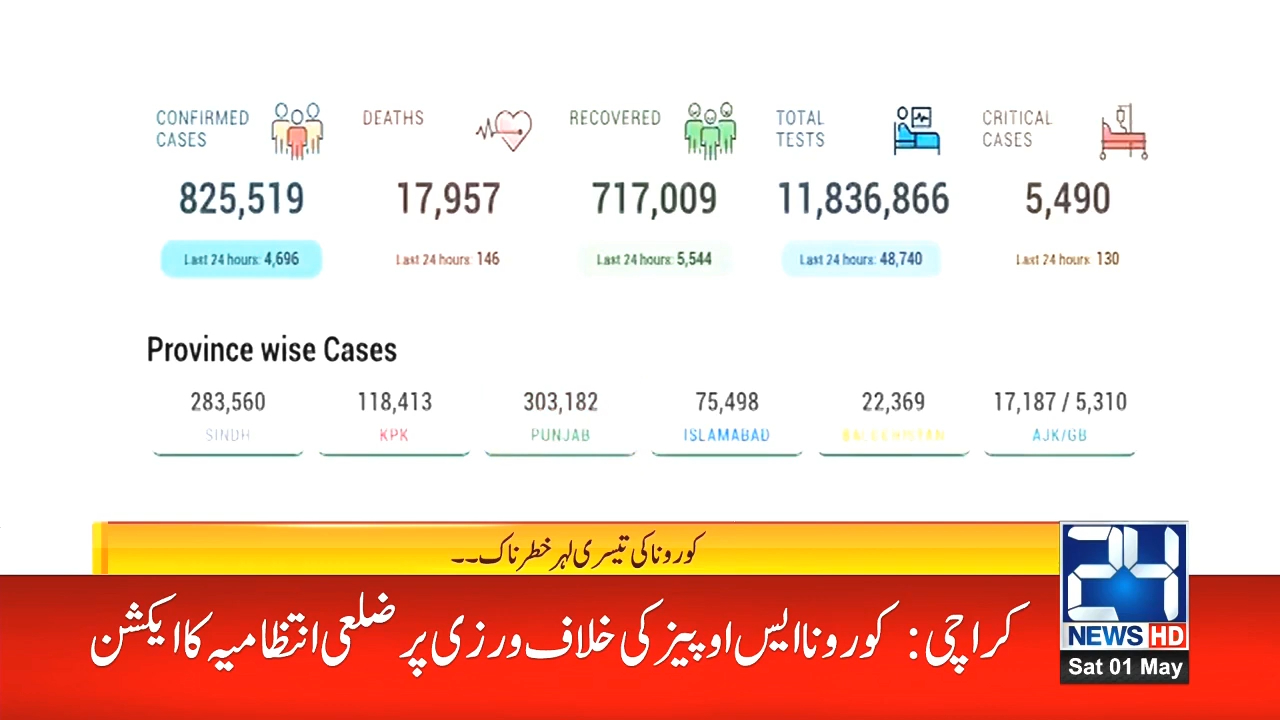 CONFIRMED CASES
DEATHS
RECOVERED
TOTAL TESTS
CRITICAL CASES
825,519
17,957
717,009
11,836,866
5,490
Last 24 hours: 4,696
Last 24 hours: 146
Last 24 hours: 5,544
Last 24 hours: 48,740
Last 24 hours: 130
Province wise Cases
283,560
118,413
303,182
75,498
22,369
17,187 / 5,310
SINDH
KPK
PUNJAB
ISLAMABAD
BALOCHISTAN
AJK/GB
کورونا کی تیسری لہر خطرناک۔۔
کراچی: کورونا ایس اوپیز کی خلاف ورزی پر ضلعی انتظامیہ کا ایکشن
24
NEWS HD
Sat 01 May